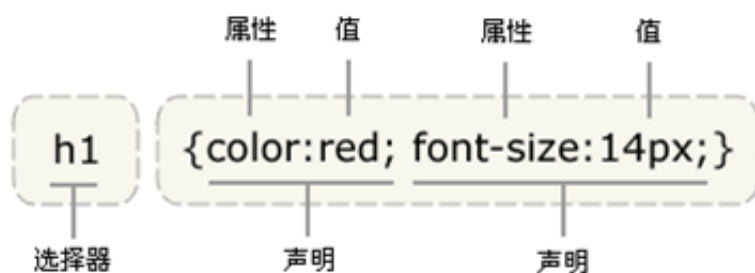 属性 值 属性 值
h1 {color:red; font-size:14px;}
选择器 声明 声明